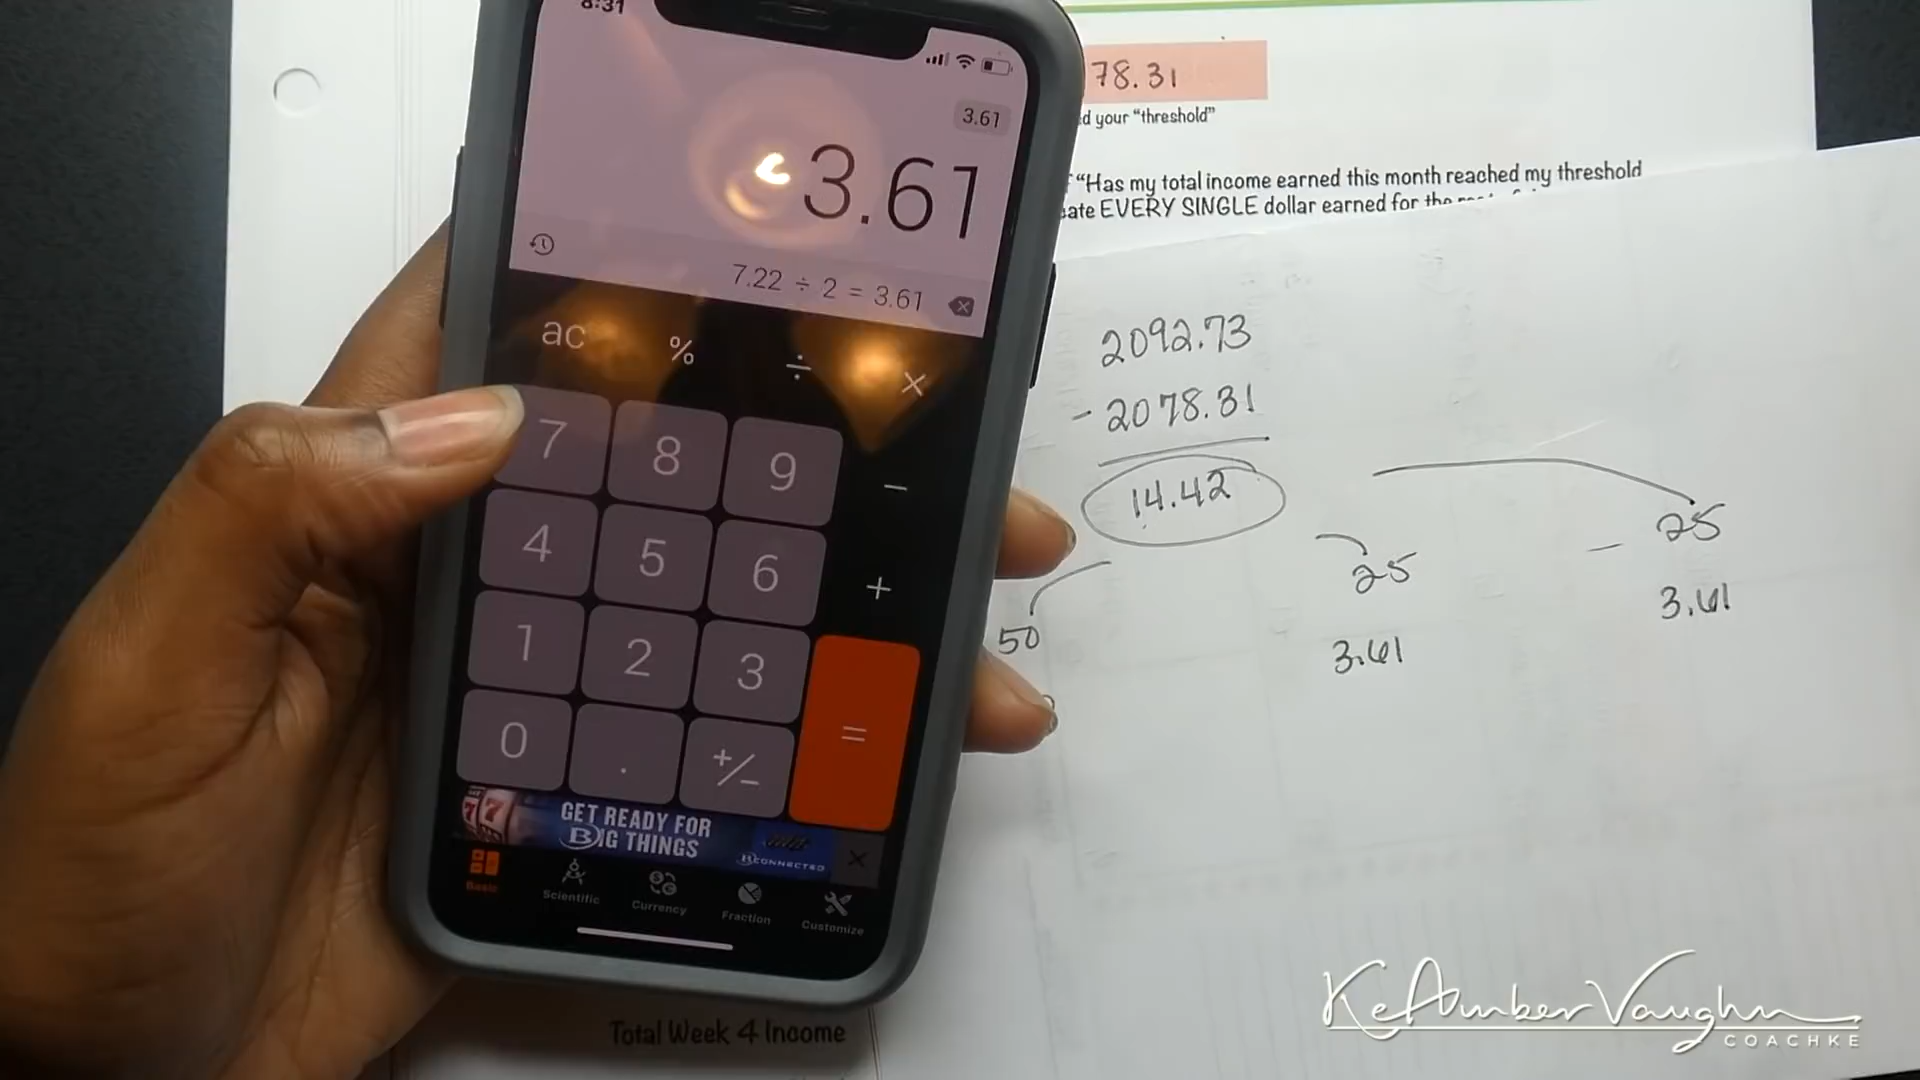 8:31
3.61
3.61
7.22 ÷ 2 = 3.61
ac % ÷ ×
7 8 9 −
4 5 6 +
1 2 3
0 . +/− =
GET READY FOR
BIG THINGS
BCONNECTED
Basic Scientific Currency Fraction Customize
78.31
d your "threshold"
"Has my total income earned this month reached my threshold
ate EVERY SINGLE dollar earned for the
2092.73
- 2078.31
14.42
50
25
3.61
- 25
3.61
Total Week 4 Income
KeAmber Vaughn
COACHKE